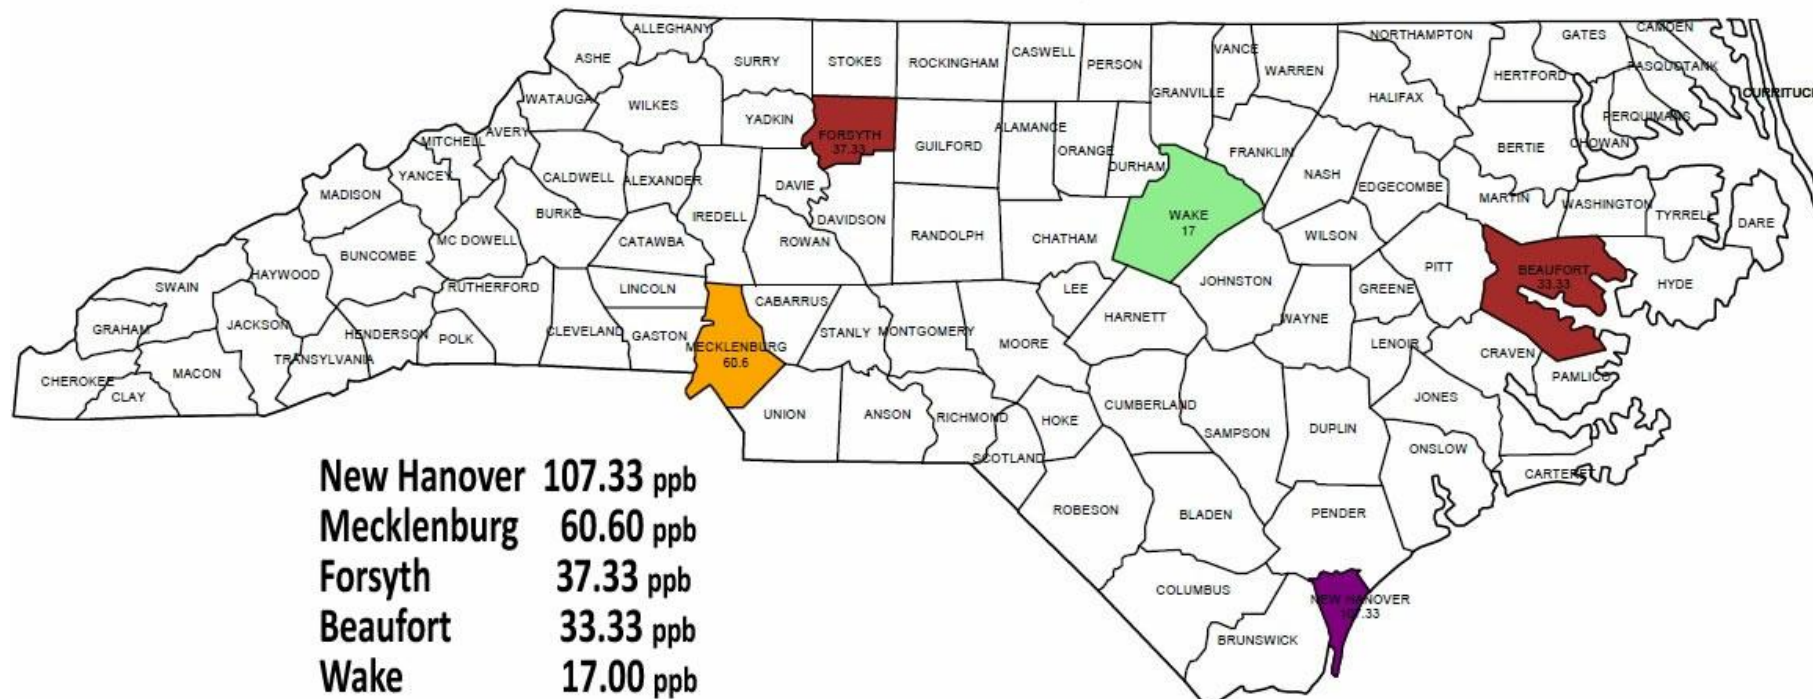 ALLEGHANY
ASHE
SURRY
STOKES
ROCKINGHAM
CASWELL
PERSON
VANCE
WARREN
NORTHAMPTON
GATES
CAMDEN
PASQUOTANK
HERTFORD
GRANVILLE
HALIFAX
CURRITUCK
WATAUGA
WILKES
YADKIN
FORSYTH
37.33
GUILFORD
ALAMANCE
ORANGE
DURHAM
FRANKLIN
NASH
EDGECOMBE
BERTIE
PERQUIMANS
CHOWAN
MITCHELL
AVERY
YANCEY
MADISON
CALDWELL
ALEXANDER
DAVIE
IREDELL
DAVIDSON
BURKE
MARTIN
WASHINGTON
TYRRELL
DARE
WAKE
17
MC DOWELL
CATAWBA
ROWAN
RANDOLPH
CHATHAM
WILSON
BUNCOMBE
HAYWOOD
SWAIN
RUTHERFORD
LINCOLN
CABARRUS
LEE
JOHNSTON
GREENE
PITT
BEAUFORT
33.33
HYDE
GRAHAM
JACKSON
HENDERSON
POLK
CLEVELAND
GASTON
MECKLENBURG
60.6
STANLY
MONTGOMERY
MOORE
HARNETT
WAYNE
LENOIR
CRAVEN
PAMLICO
TRANSYLVANIA
CHEROKEE
CLAY
MACON
UNION
ANSON
RICHMOND
HOKE
CUMBERLAND
SAMPSON
DUPLIN
JONES
ONSLOW
CARTERET
SCOTLAND
ROBESON
BLADEN
PENDER
COLUMBUS
NEW HANOVER
107.33
BRUNSWICK
New Hanover 107.33 ppb
Mecklenburg 60.60 ppb
Forsyth 37.33 ppb
Beaufort 33.33 ppb
Wake 17.00 ppb